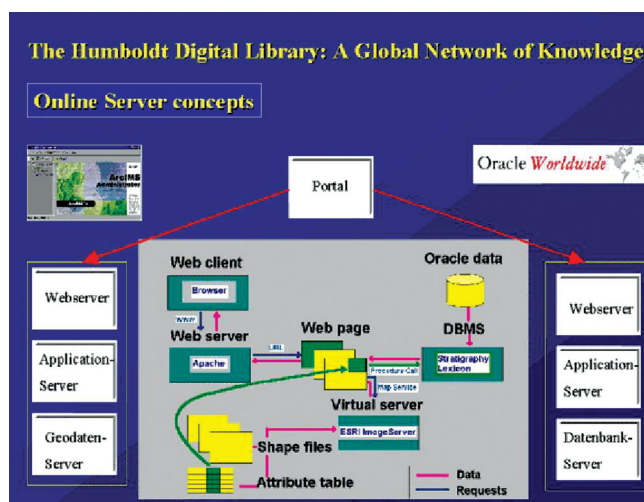 The Humboldt Digital Library: A Global Network of Knowledge
Online Server concepts
ArcIMS
Administrator
Portal
Oracle Worldwide
Webserver
Application-
Server
Geodaten-
Server
Web client
Browser
WWW
Web server
Apache
URL
Web page
Oracle data
DBMS
Stratigraphy
Lexicon
Procedure Call
Map Service
Virtual server
ESRI ImageServer
Shape files
Attribute table
Data
Requests
Webserver
Application-
Server
Datenbank-
Server